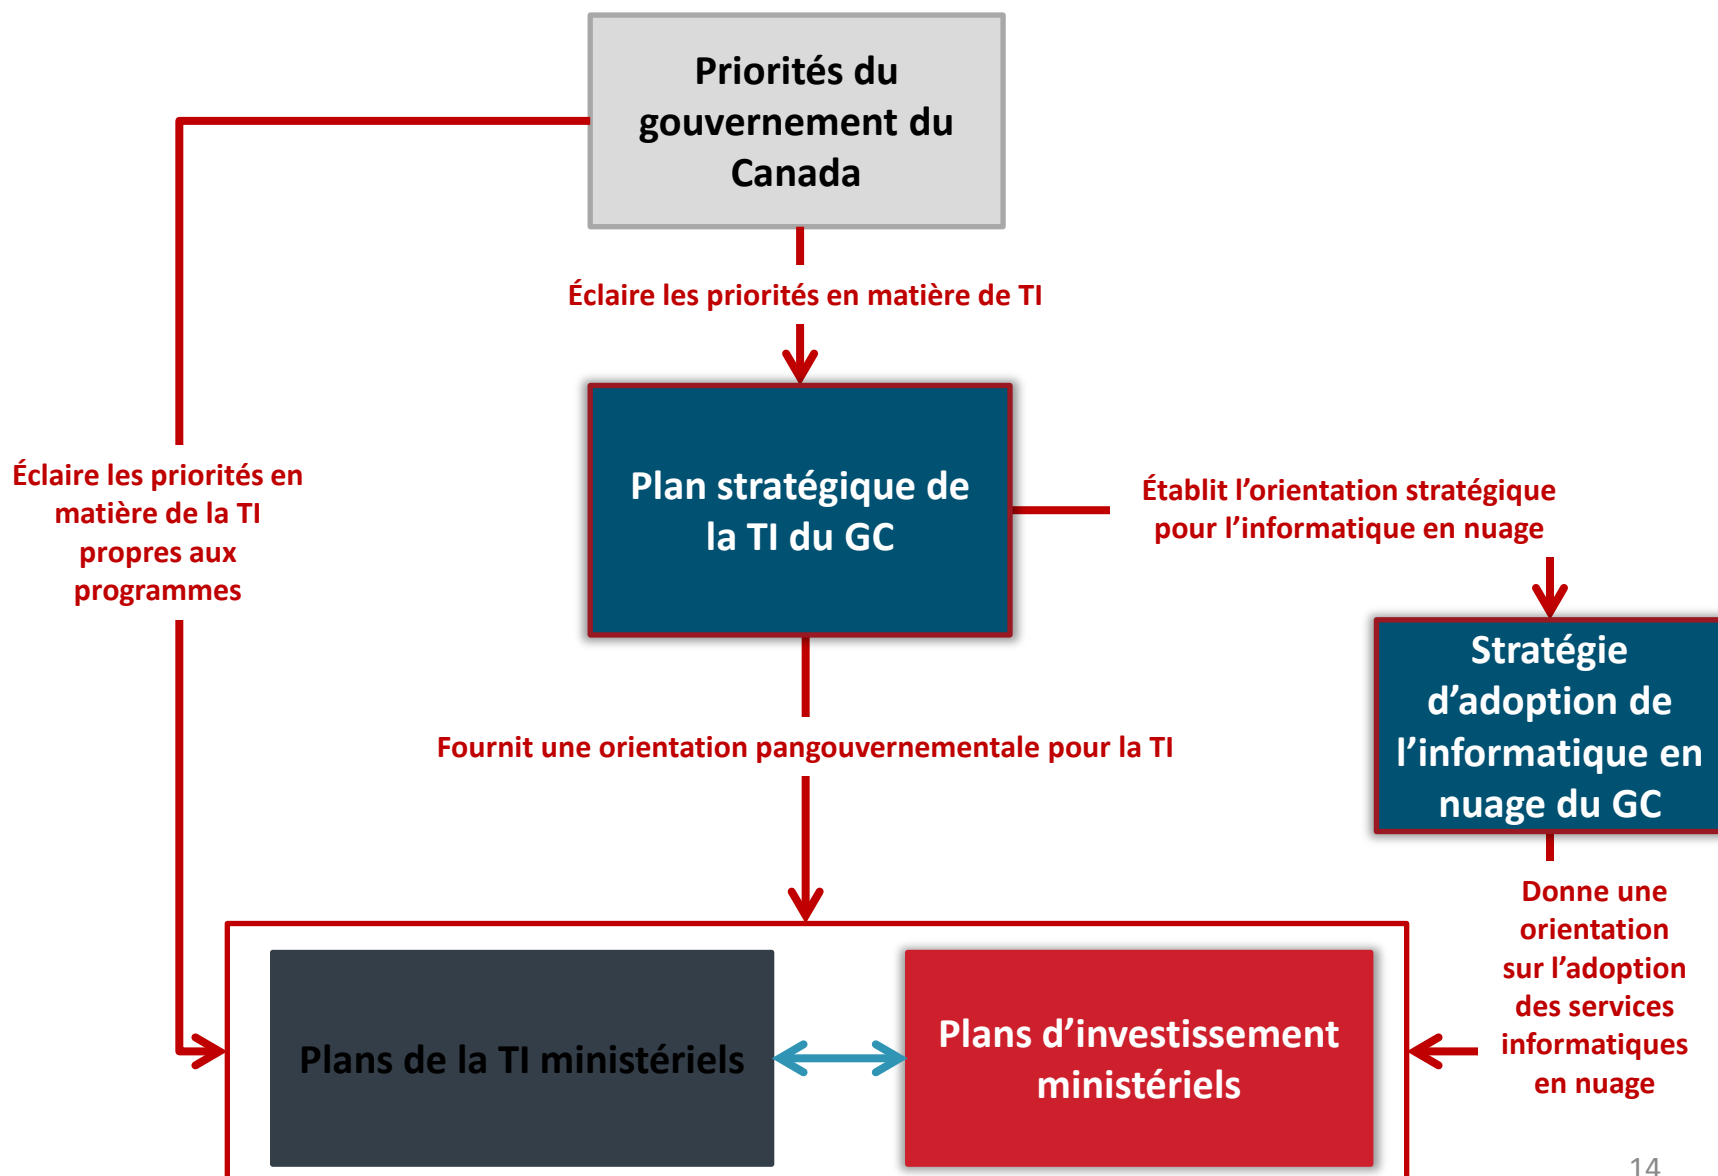 Priorités du
gouvernement du
Canada
Éclaire les priorités en matière de TI
Éclaire les priorités en
matière de la TI
propres aux
programmes
Plan stratégique de
la TI du GC
Établit l’orientation stratégique
pour l’informatique en nuage
Stratégie
d’adoption de
l’informatique en
nuage du GC
Fournit une orientation pangouvernementale pour la TI
Donne une
orientation
sur l’adoption
des services
informatiques
en nuage
Plans de la TI ministériels
Plans d’investissement
ministériels
14